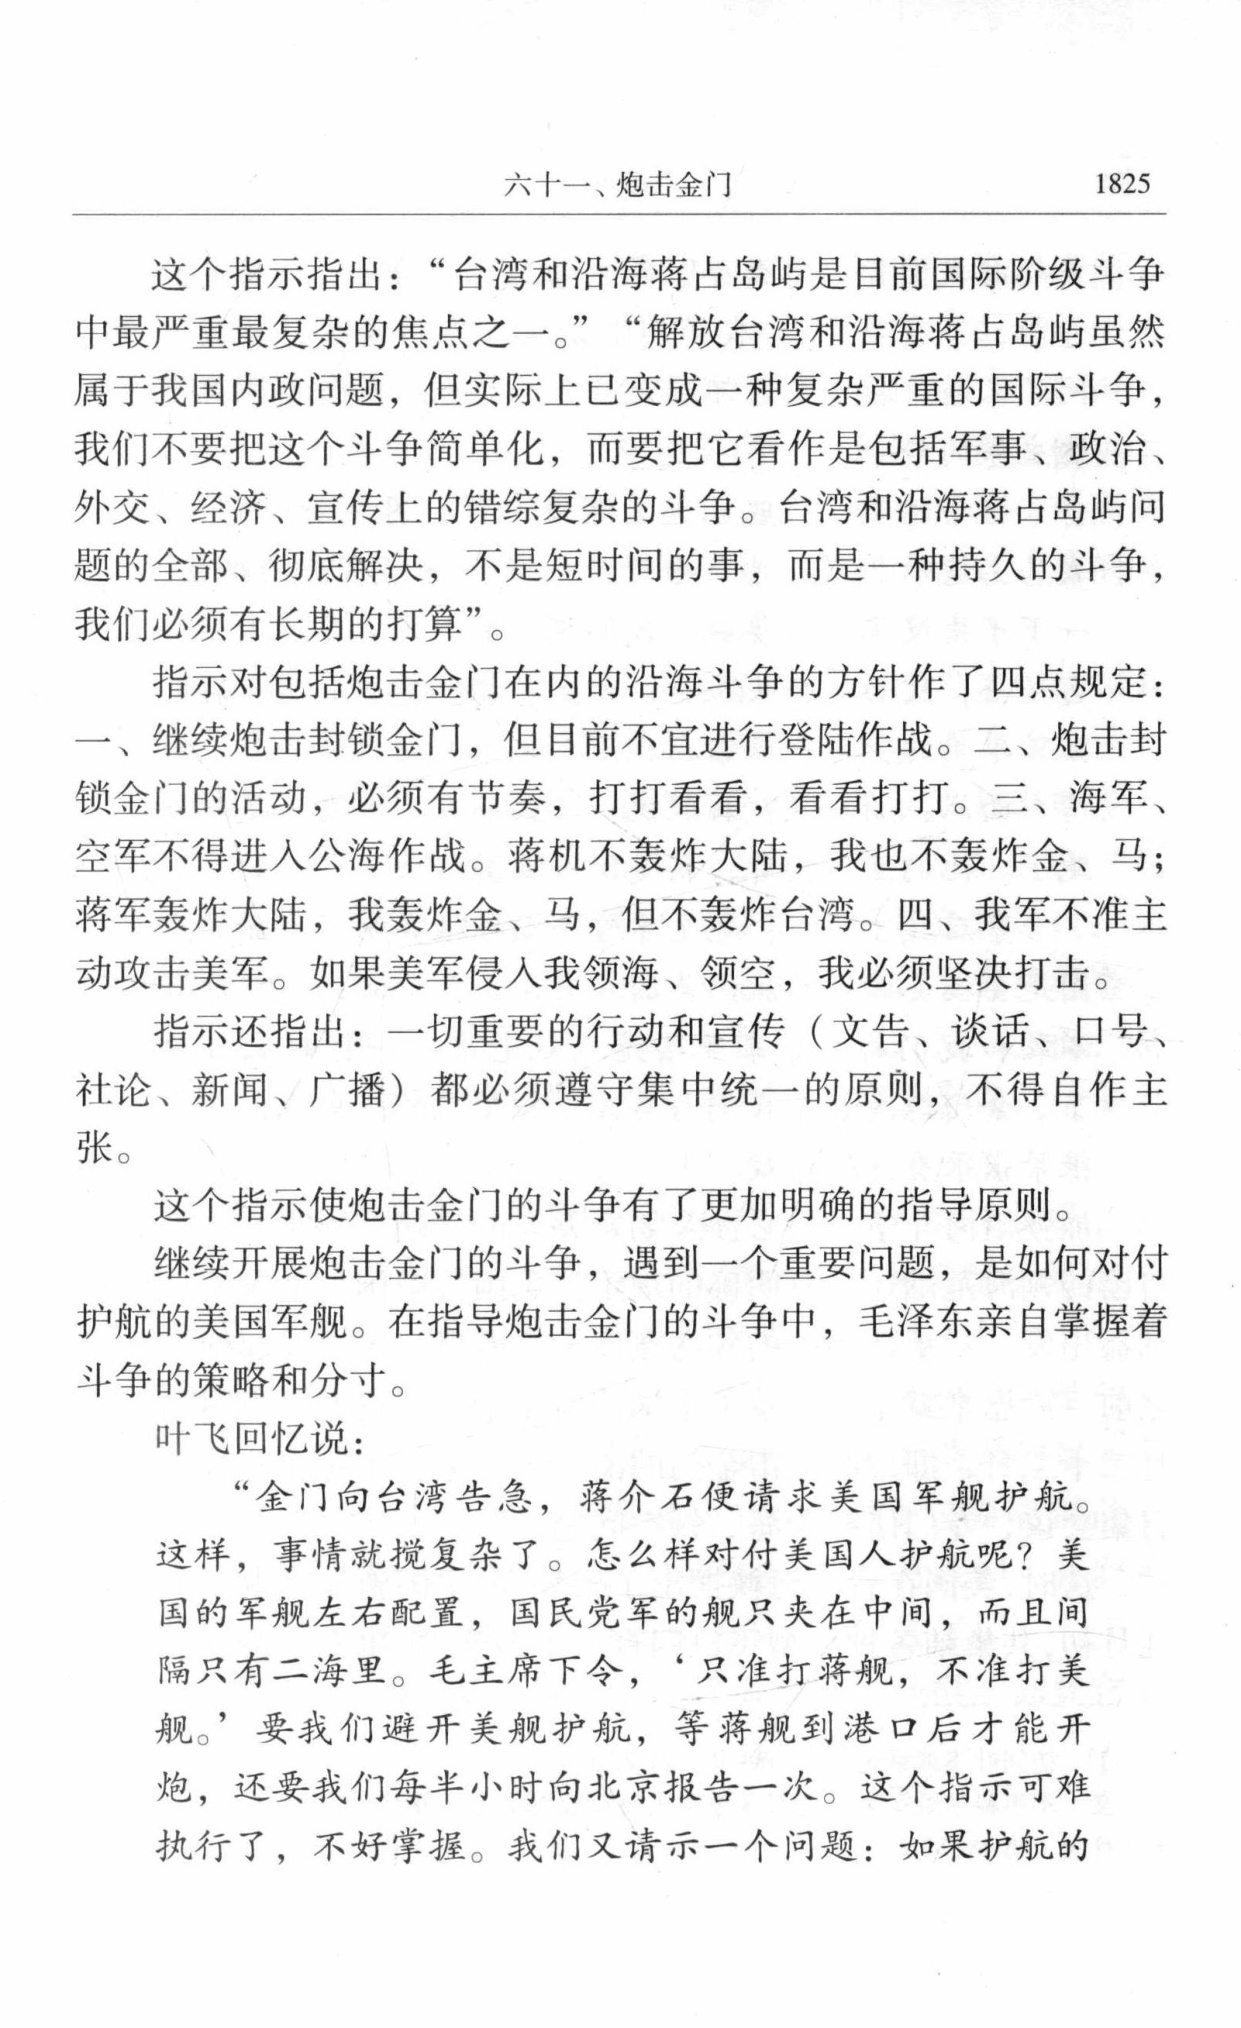 六十一、炮击金门 1825
这个指示指出：“台湾和沿海蒋占岛屿是目前国际阶级斗争
中最严重最复杂的焦点之一。”“解放台湾和沿海蒋占岛屿虽然
属于我国内政问题，但实际上已变成一种复杂严重的国际斗争，
我们不要把这个斗争简单化，而要把它看作是包括军事、政治、
外交、经济、宣传上的错综复杂的斗争。台湾和沿海蒋占岛屿问
题的全部、彻底解决，不是短时间的事，而是一种持久的斗争，
我们必须有长期的打算”。
指示对包括炮击金门在内的沿海斗争的方针作了四点规定：
一、继续炮击封锁金门，但目前不宜进行登陆作战。二、炮击封
锁金门的活动，必须有节奏，打打看看，看看打打。三、海军、
空军不得进入公海作战。蒋机不轰炸大陆，我也不轰炸金、马；
蒋军轰炸大陆，我轰炸金、马，但不轰炸台湾。四、我军不准主
动攻击美军。如果美军侵入我领海、领空，我必须坚决打击。
指示还指出：一切重要的行动和宣传（文告、谈话、口号、
社论、新闻、广播）都必须遵守集中统一的原则，不得自作主
张。
这个指示使炮击金门的斗争有了更加明确的指导原则。
继续开展炮击金门的斗争，遇到一个重要问题，是如何对付
护航的美国军舰。在指导炮击金门的斗争中，毛泽东亲自掌握着
斗争的策略和分寸。
叶飞回忆说：
“金门向台湾告急，蒋介石便请求美国军舰护航。
这样，事情就搅复杂了。怎么样对付美国人护航呢？美
国的军舰左右配置，国民党军的舰只夹在中间，而且间
隔只有二海里。毛主席下令，‘只准打蒋舰，不准打美
舰。’要我们避开美舰护航，等蒋舰到港口后才能开
炮，还要我们每半小时向北京报告一次。这个指示可难
执行了，不好掌握。我们又请示一个问题：如果护航的